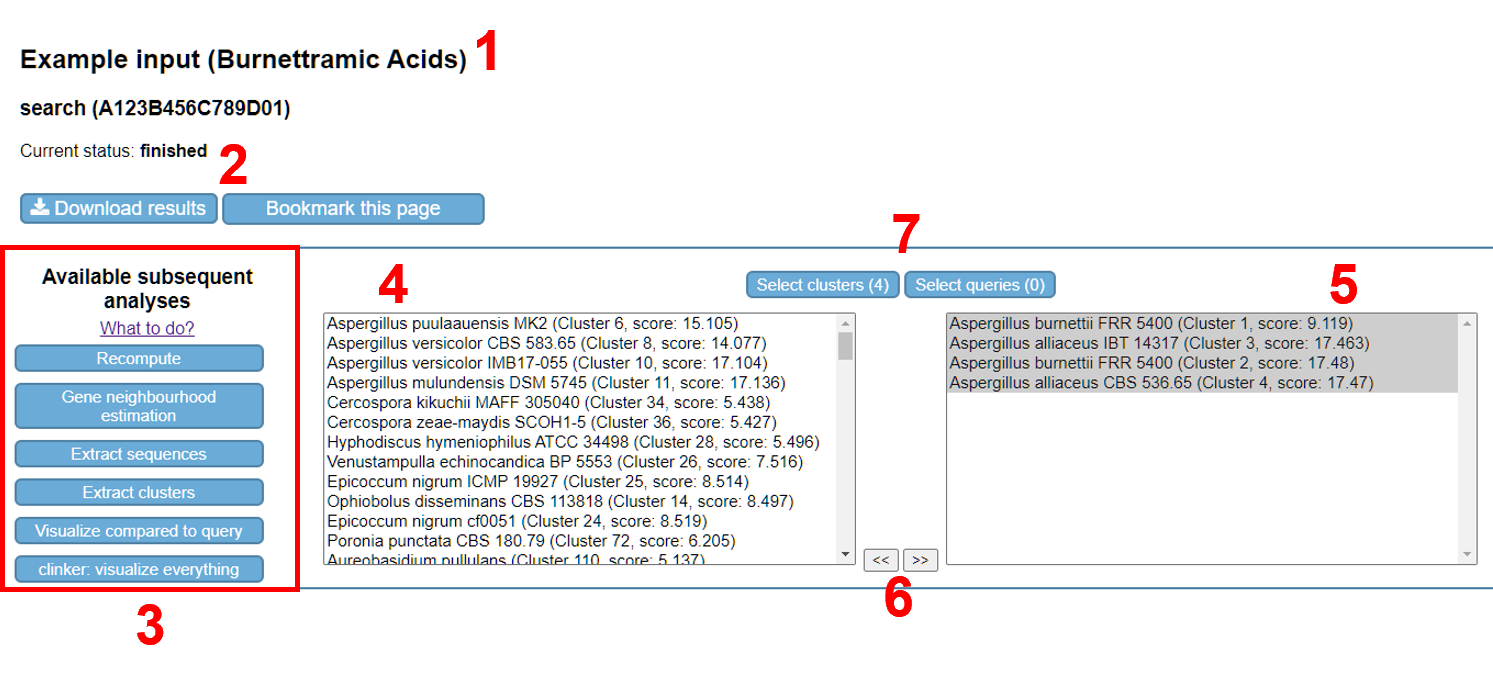 Example input (Burnettramic Acids) 1
search (A123B456C789D01)
Current status: finished
2
Download results
Bookmark this page
3
Available subsequent
analyses
What to do?
Recompute
Gene neighbourhood
estimation
Extract sequences
Extract clusters
Visualize compared to query
clinker: visualize everything
4
7
Select clusters (4)
Select queries (0)
5
Aspergillus puulaauensis MK2 (Cluster 6, score: 15.105)
Aspergillus versicolor CBS 583.65 (Cluster 8, score: 14.077)
Aspergillus versicolor IMB17-055 (Cluster 10, score: 17.104)
Aspergillus mulundensis DSM 5745 (Cluster 11, score: 17.136)
Cercospora kikuchii MAFF 305040 (Cluster 34, score: 5.438)
Cercospora zeae-maydis SCOH1-5 (Cluster 36, score: 5.427)
Hyphodiscus hymeniophilus ATCC 34498 (Cluster 28, score: 5.496)
Venustampulla echinocandica BP 5553 (Cluster 26, score: 7.516)
Epicoccum nigrum ICMP 19927 (Cluster 25, score: 8.514)
Ophiobolus disseminans CBS 113818 (Cluster 14, score: 8.497)
Epicoccum nigrum cf0051 (Cluster 24, score: 8.519)
Poronia punctata CBS 180.79 (Cluster 72, score: 6.205)
Aureobasidium pullulans (Cluster 110, score: 5.137)
<< >>
6
Aspergillus burnettii FRR 5400 (Cluster 1, score: 9.119)
Aspergillus alliaceus IBT 14317 (Cluster 3, score: 17.463)
Aspergillus burnettii FRR 5400 (Cluster 2, score: 17.48)
Aspergillus alliaceus CBS 536.65 (Cluster 4, score: 17.47)